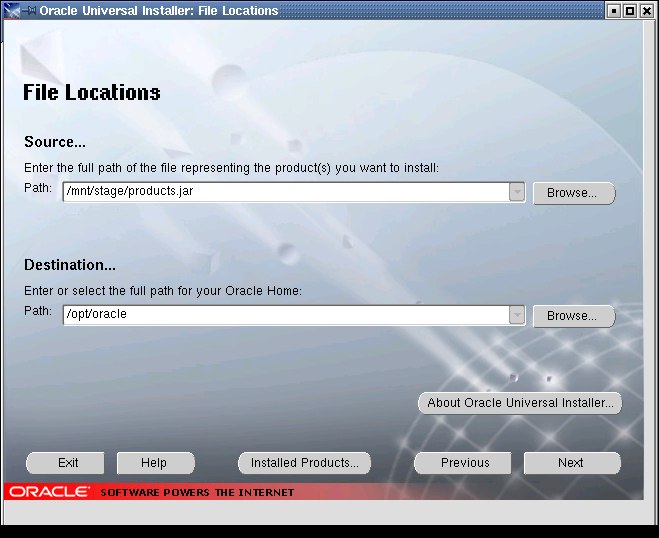 Oracle Universal Installer: File Locations
File Locations
Source...
Enter the full path of the file representing the product(s) you want to install:
Path: /mnt/stage/products.jar Browse...
Destination...
Enter or select the full path for your Oracle Home:
Path: /opt/oracle Browse...
About Oracle Universal Installer...
Exit Help Installed Products... Previous Next
ORACLE SOFTWARE POWERS THE INTERNET